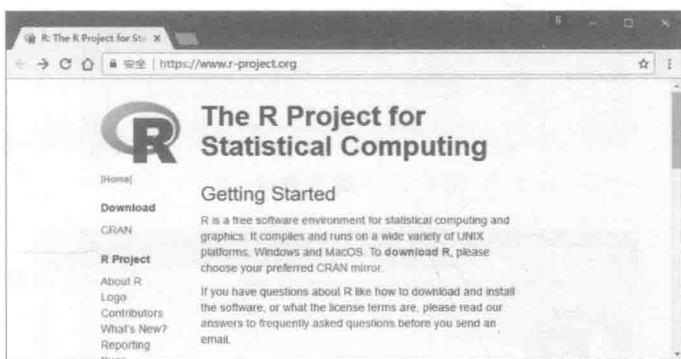 R: The R Project for Sta
安全 | https://www.r-project.org
R
The R Project for
Statistical Computing
[Home]
Download
CRAN
R Project
About R
Logo
Contributors
What's New?
Reporting
Getting Started
R is a free software environment for statistical computing and
graphics. It compiles and runs on a wide variety of UNIX
platforms, Windows and MacOS. To download R, please
choose your preferred CRAN mirror.
If you have questions about R like how to download and install
the software, or what the license terms are, please read our
answers to frequently asked questions before you send an
email.